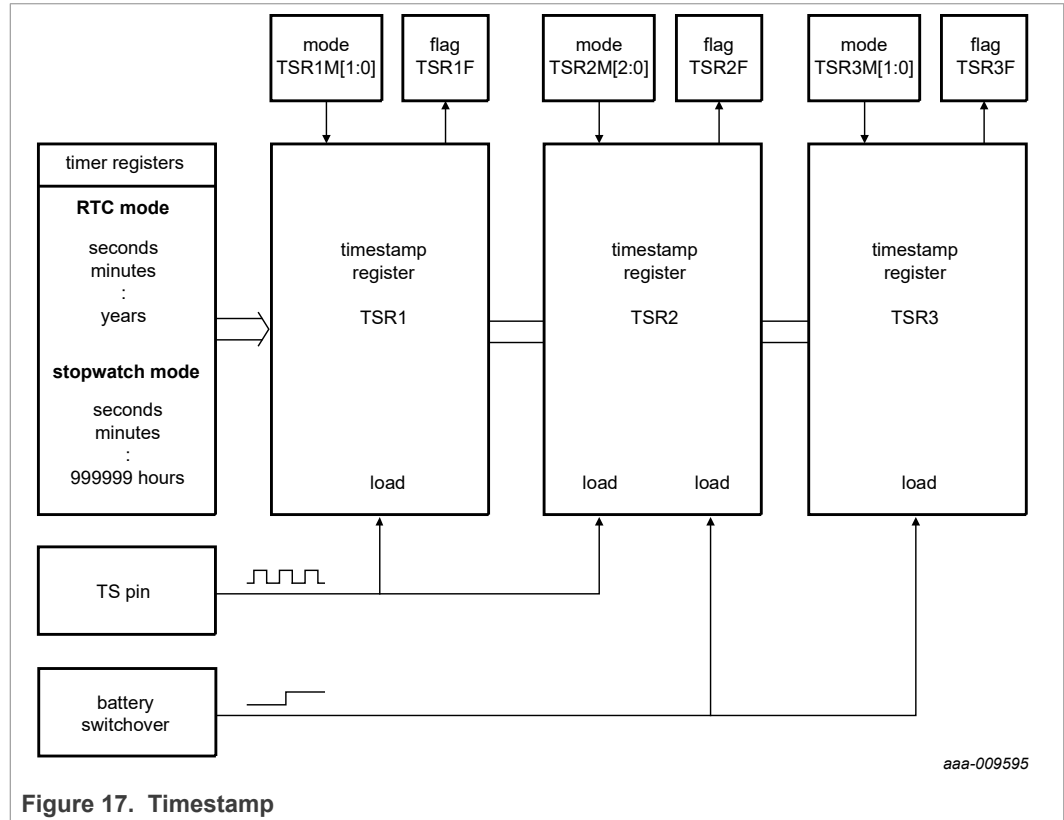 mode
TSR1M[1:0]
flag
TSR1F
mode
TSR2M[2:0]
flag
TSR2F
mode
TSR3M[1:0]
flag
TSR3F
timer registers
RTC mode
seconds
minutes
:
years
stopwatch mode
seconds
minutes
:
999999 hours
timestamp
register
TSR1
load
timestamp
register
TSR2
load
load
timestamp
register
TSR3
load
TS pin
battery
switchover
aaa-009595
Figure 17. Timestamp